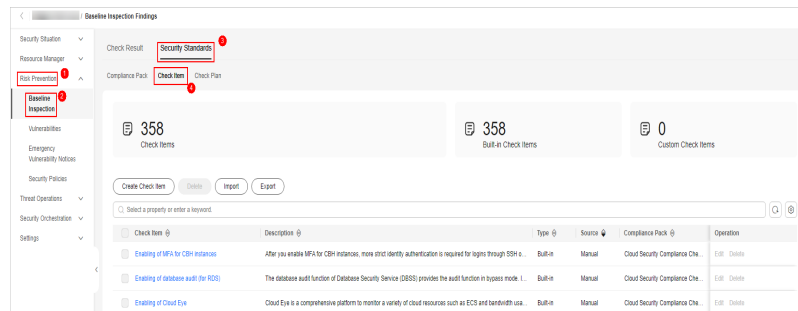 / Baseline Inspection Findings
Security Situation
Resource Manager
Risk Prevention 1
Baseline 2
Inspection
Vulnerabilities
Emergency
Vulnerability Notices
Security Policies
Threat Operations
Security Orchestration
Settings
Check Result Security Standards 3
Compliance Pack Check Item Check Plan
4
358
Check Items
358
Built-in Check Items
0
Custom Check Items
Create Check Item Delete Import Export
Select a property or enter a keyword.
Check Item Description Type Source Compliance Pack Operation
Enabling of MFA for CBH instances After you enable MFA for CBH instances, more strict identity authentication is required for logins through SSH o... Built-in Manual Cloud Security Compliance Che... Edit Delete
Enabling of database audit (for RDS) The database audit function of Database Security Service (DBSS) provides the audit function in bypass mode. I... Built-in Manual Cloud Security Compliance Che... Edit Delete
Enabling of Cloud Eye Cloud Eye is a comprehensive platform to monitor a variety of cloud resources such as ECS and bandwidth usa... Built-in Manual Cloud Security Compliance Che... Edit Delete